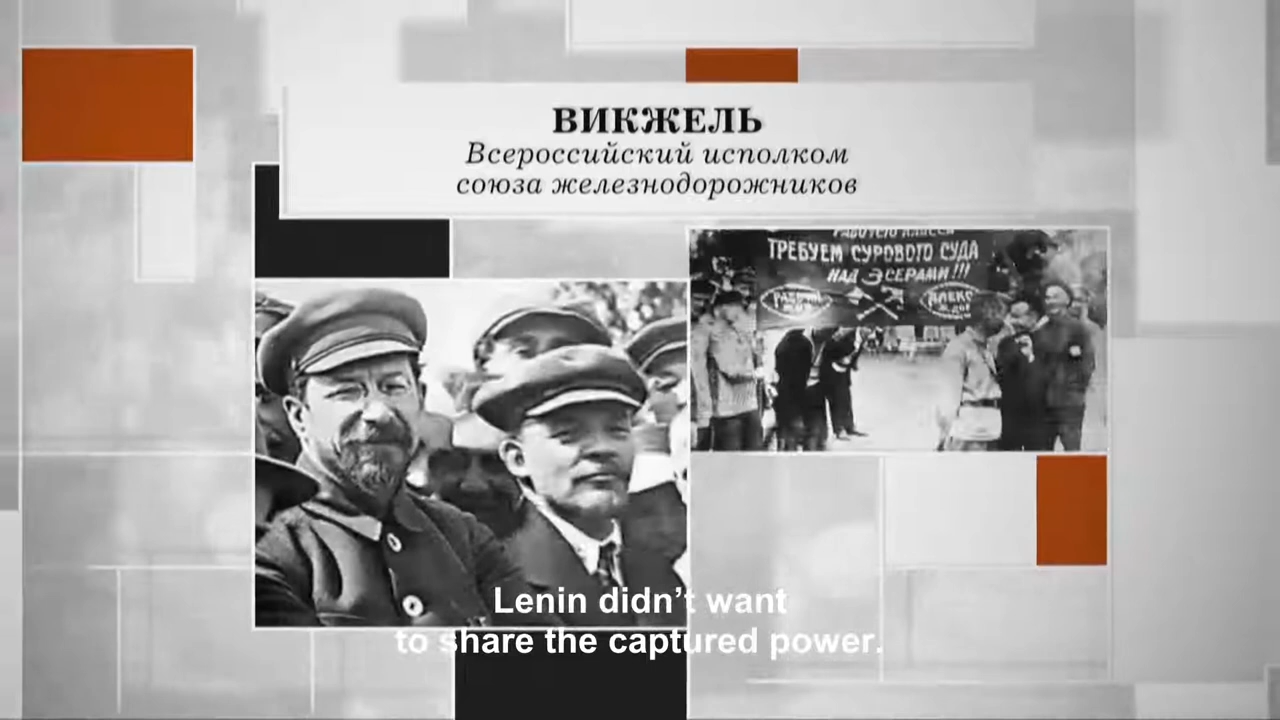 ВИКЖЕЛЬ
Всероссийский исполком
союза железнодорожников
ТРЕБУЕМ СУРОВОГО СУДА
НАД ЭСЕРАМИ!!!
Lenin didn't want
to share the captured power.